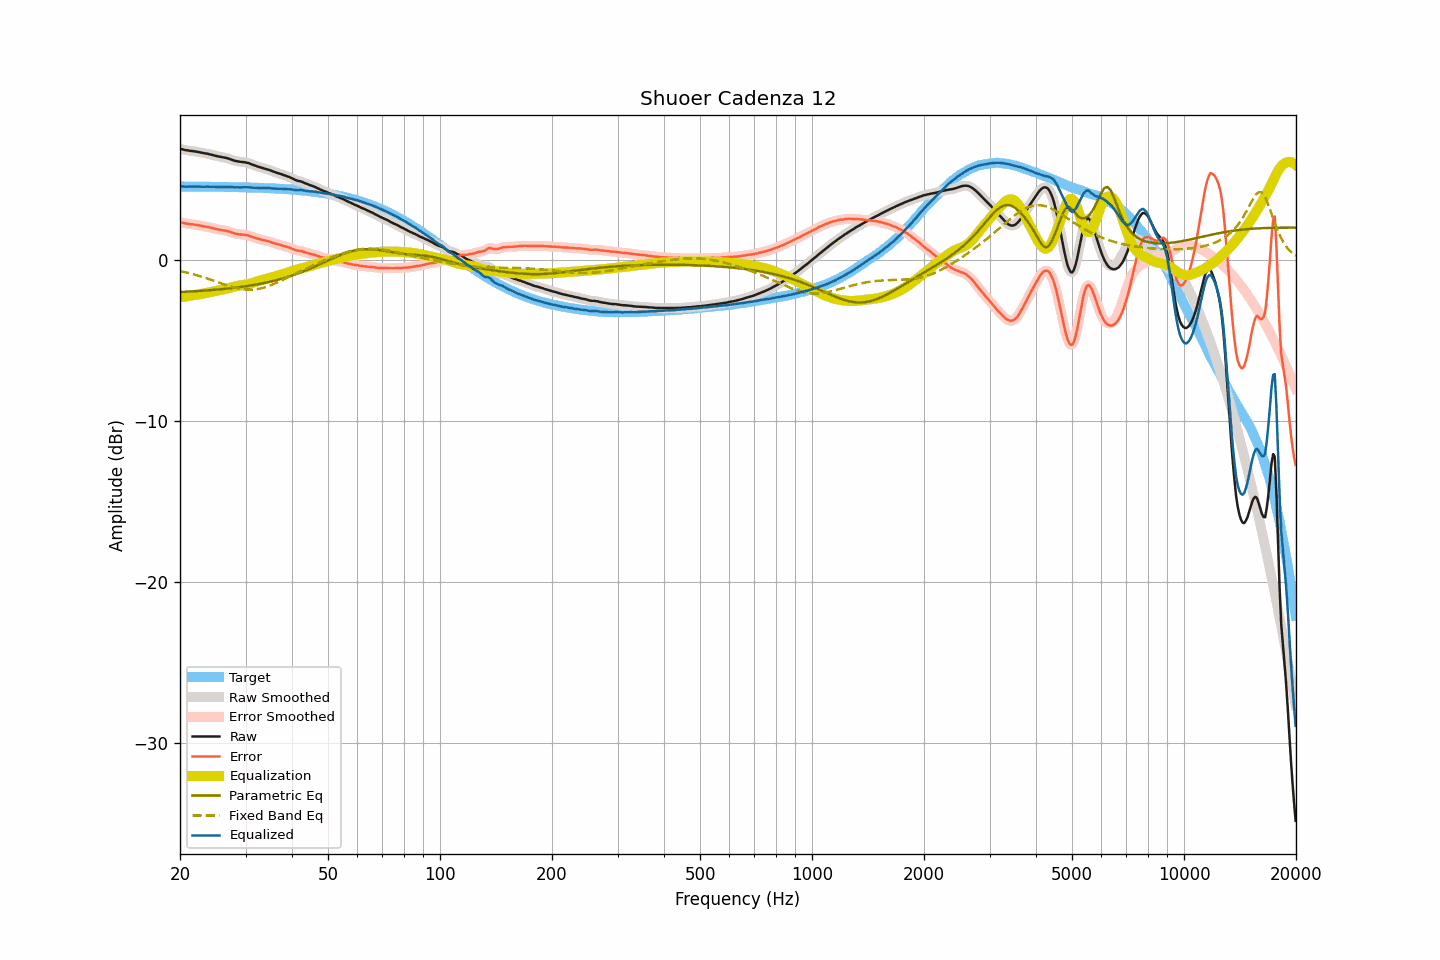 Shuoer Cadenza 12
Amplitude (dBr)
0
−10
−20
−30
Target
Raw Smoothed
Error Smoothed
Raw
Error
Equalization
Parametric Eq
Fixed Band Eq
Equalized
20 50 100 200 500 1000 2000 5000 10000 20000
Frequency (Hz)